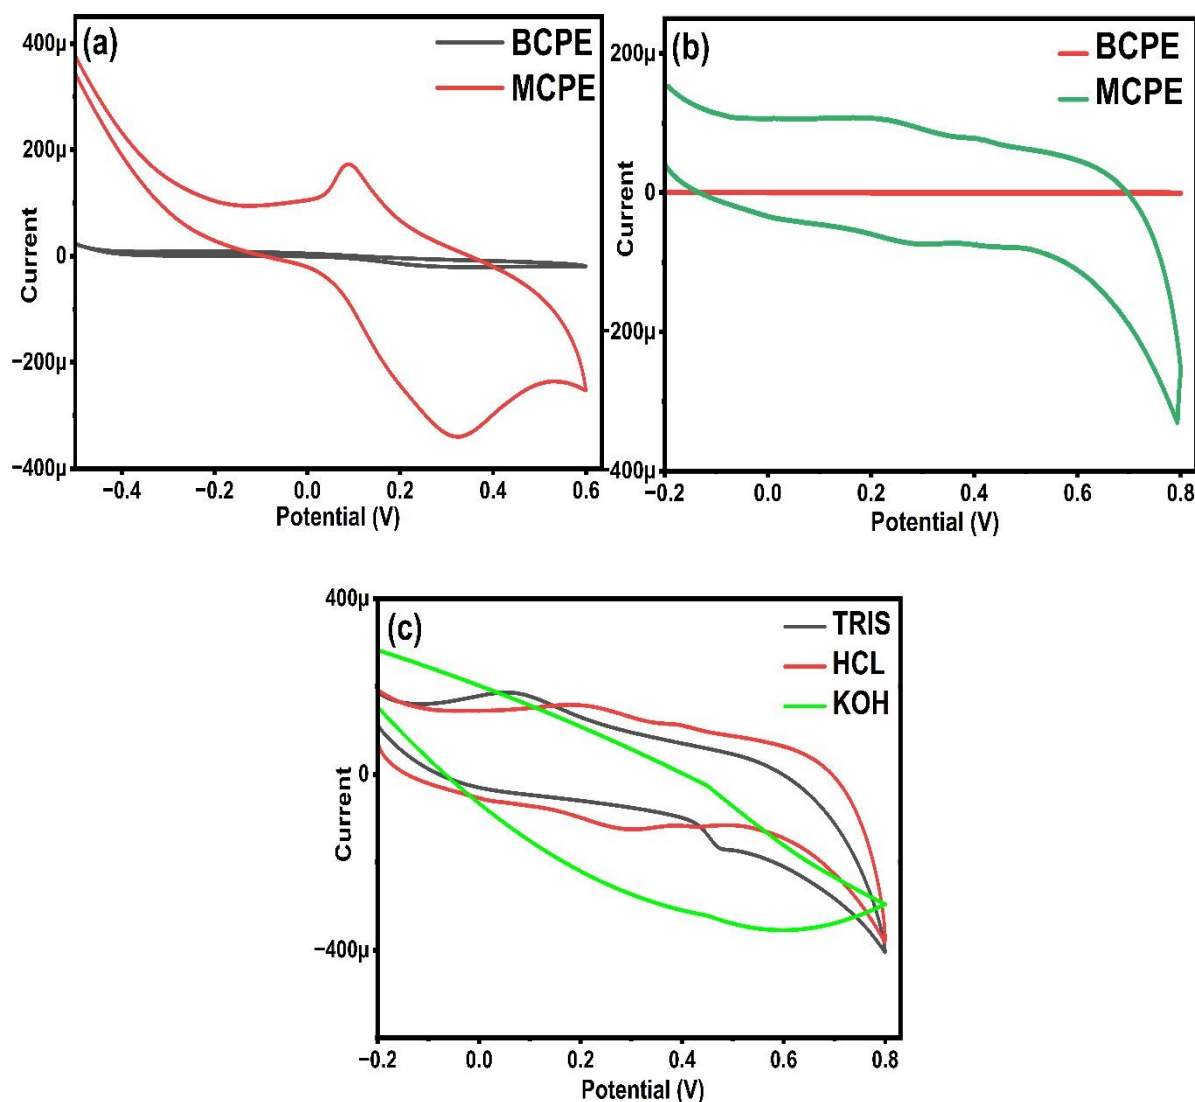 (a)
BCPE
MCPE
400μ
200μ
0
−200μ
−400μ
Current
−0.4
−0.2
0.0
0.2
0.4
0.6
Potential (V)
(b)
BCPE
MCPE
200μ
0
−200μ
−400μ
Current
−0.2
0.0
0.2
0.4
0.6
0.8
Potential (V)
(c)
TRIS
HCL
KOH
400μ
0
−400μ
Current
−0.2
0.0
0.2
0.4
0.6
0.8
Potential (V)